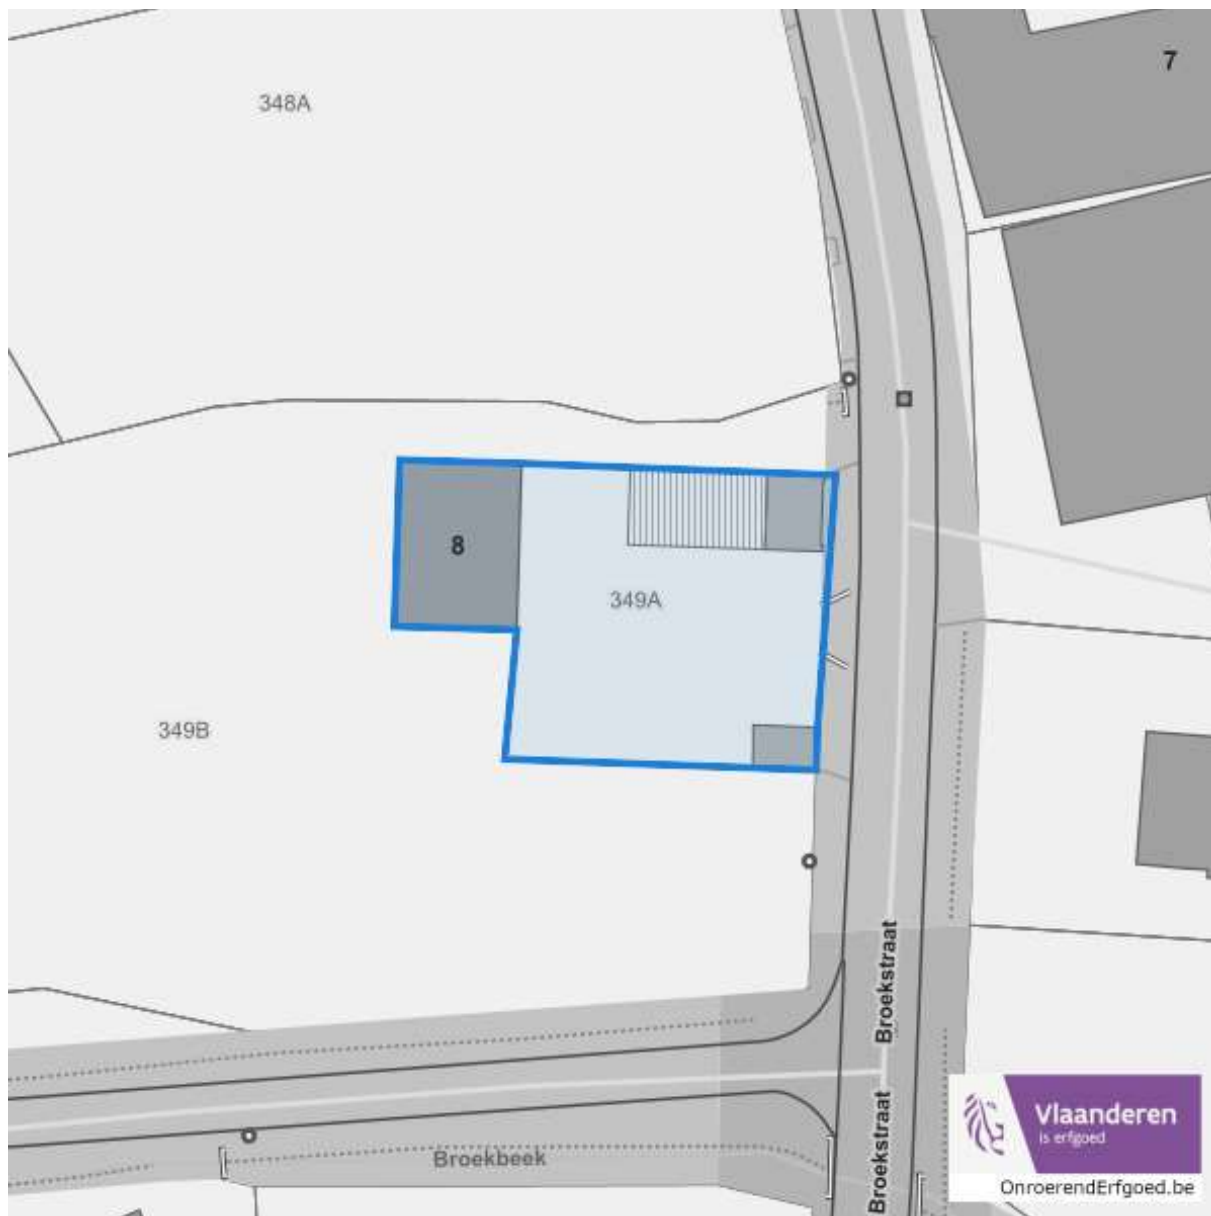 7
348A
8
349A
349B
Broekstraat
Broekstraat
Broekbeek
Vlaanderen
is erfgoed
OnroerendErfgoed.be